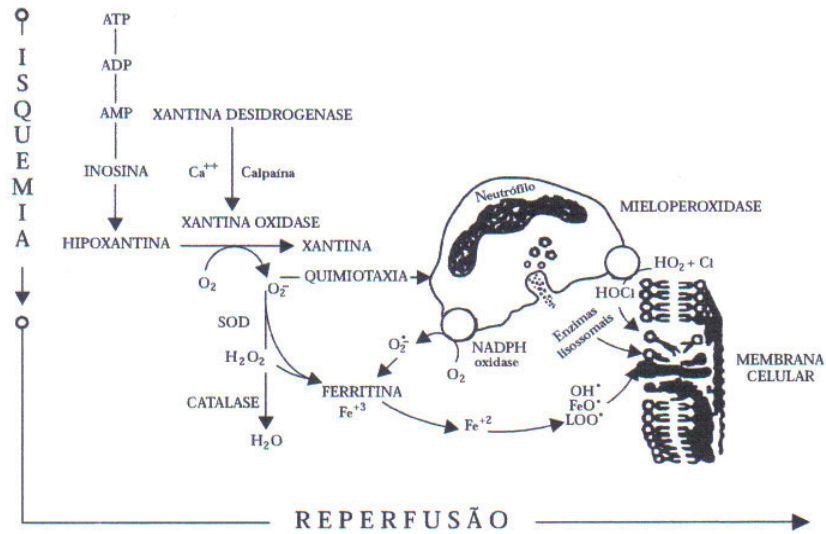 ISQUEMIA
ATP
ADP
AMP
INOSINA
HIPOXANTINA
XANTINA DESIDROGENASE
Ca++ Calpaína
XANTINA OXIDASE
XANTINA
O2
O2-
QUIMIOTAXIA
SOD
H2O2
CATALASE
H2O
FERRITINA
Fe+3
Fe+2
Neutrófilo
MIELOPEROXIDASE
HO2 + Cl
HOCl
Enzimas
lisossomais
NADPH
oxidase
O2•
O2
OH•
FeO•
LOO•
MEMBRANA
CELULAR
REPERFUSÃO